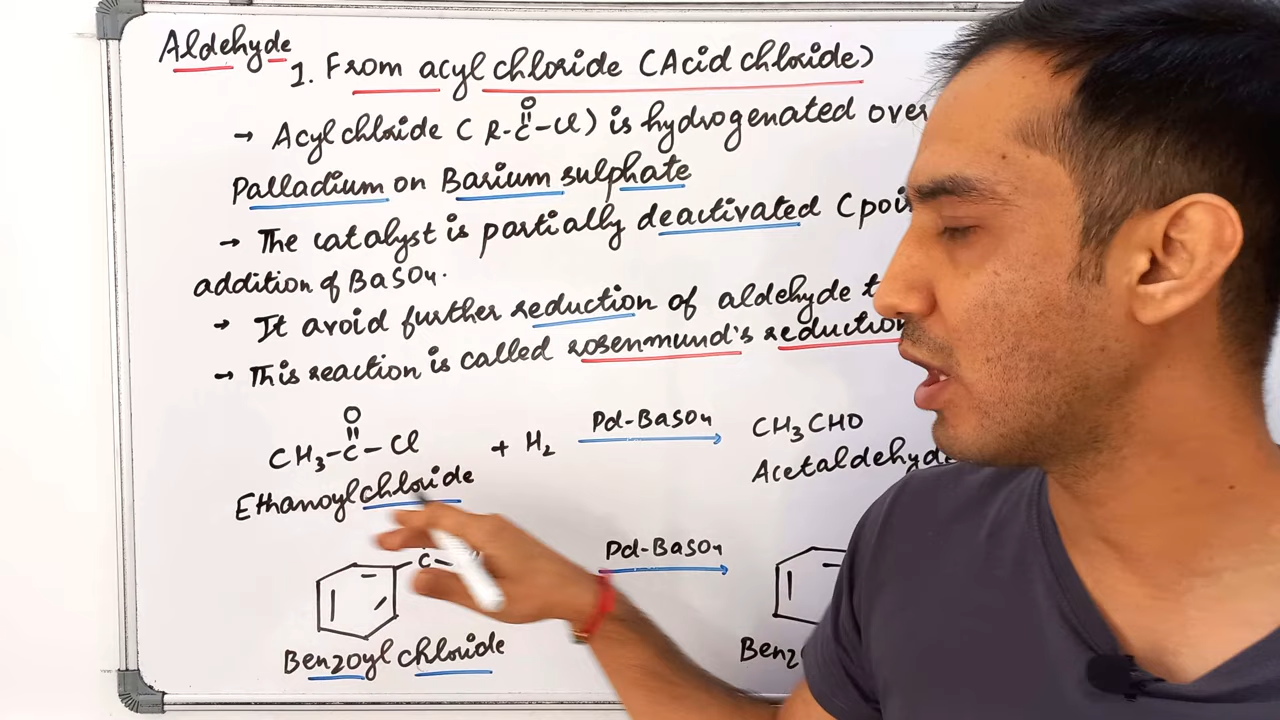 Aldehyde
1. From acyl chloride (Acid chloride)
→ Acyl chloride ( R-C-Cl) is hydrogenated over
O
Palladium on Barium sulphate
→ The catalyst is partially deactivated
addition of BaSO4.
→ It avoid further reduction of aldehyde
→ This reaction is called rosenmund's reduction
O
CH3-C-Cl + H2 Pd-BaSO4 CH3CHO
Ethanoyl chloride Acetaldehyde
C Pd-BaSO4
Benzoyl chloride